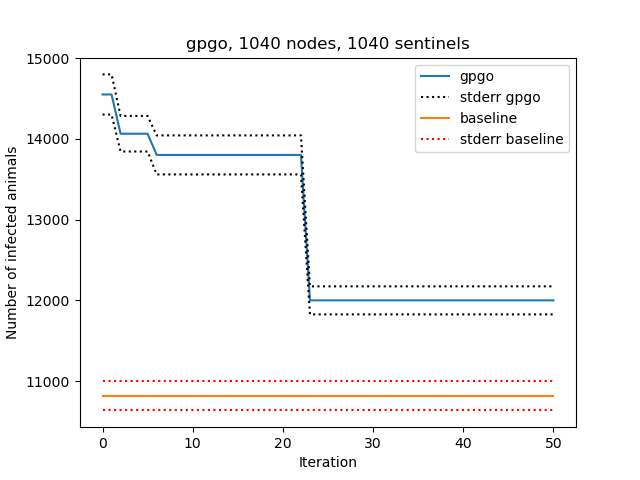 gpgo, 1040 nodes, 1040 sentinels
15000
14000
13000
12000
11000
Number of infected animals
gpgo
stderr gpgo
baseline
stderr baseline
0 10 20 30 40 50
Iteration